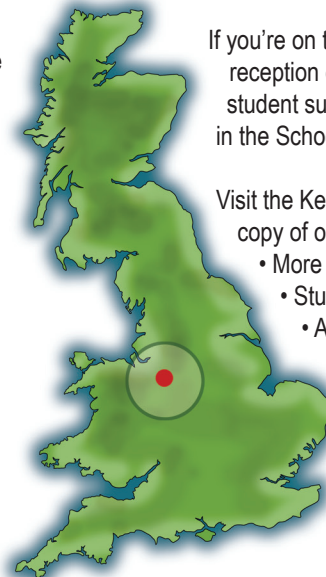 e
If you're on t
reception
student su
in the Scho
Visit the Ke
copy of o
• More
• Stu
• A